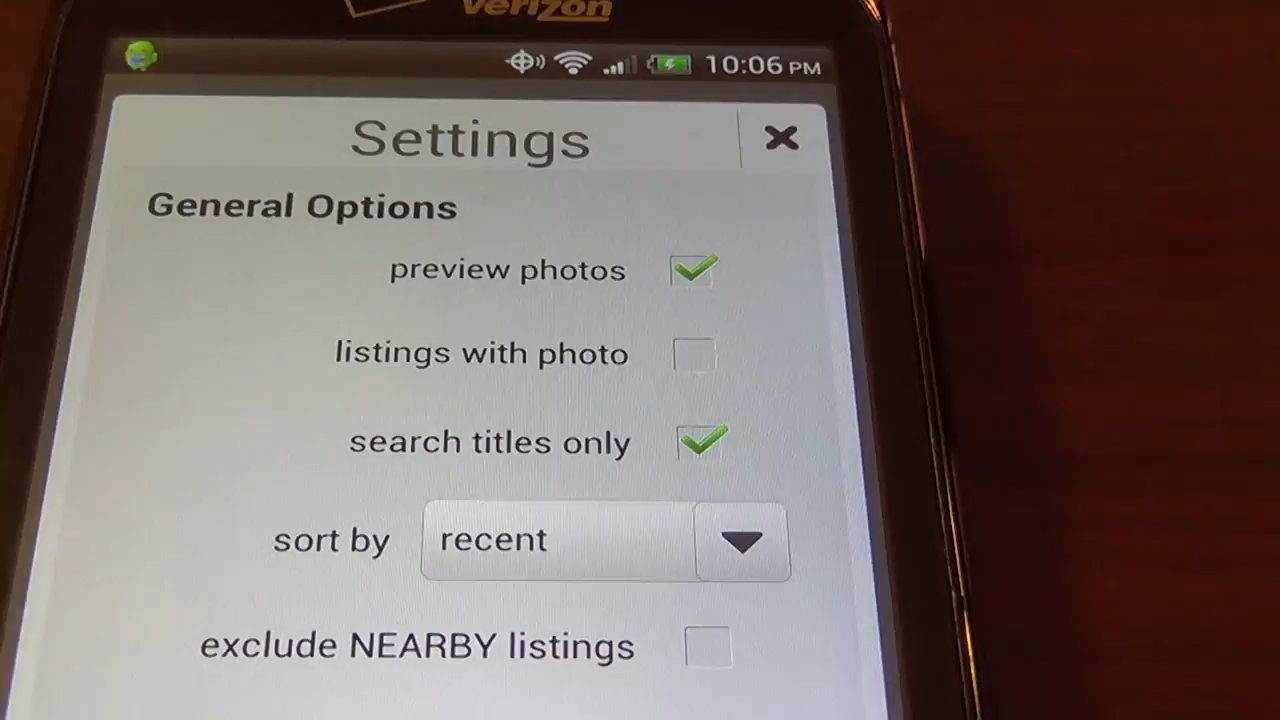 verizon
10:06 PM
Settings
General Options
preview photos
listings with photo
search titles only
sort by recent
exclude NEARBY listings